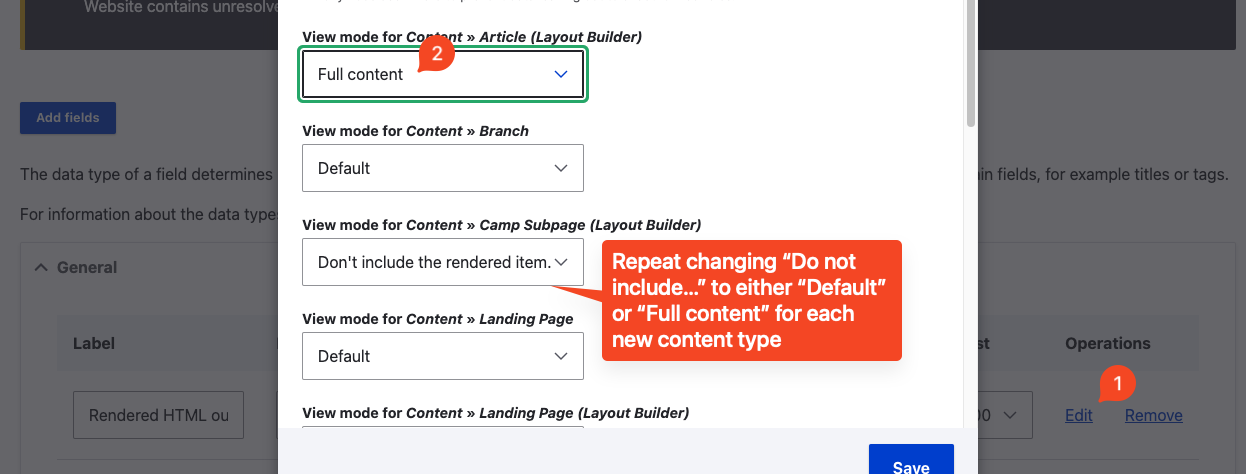 Website contains unresolve
View mode for Content » Article (Layout Builder)
2
Full content
Add fields
View mode for Content » Branch
Default
The data type of a field determines
in fields, for example titles or tags.
For information about the data type
View mode for Content » Camp Subpage (Layout Builder)
Don't include the rendered item.
Repeat changing “Do not
include...” to either “Default”
or “Full content” for each
new content type
General
View mode for Content » Landing Page
Default
Label
st
Operations
1
View mode for Content » Landing Page (Layout Builder)
Rendered HTML ou
00
Edit
Remove
Save